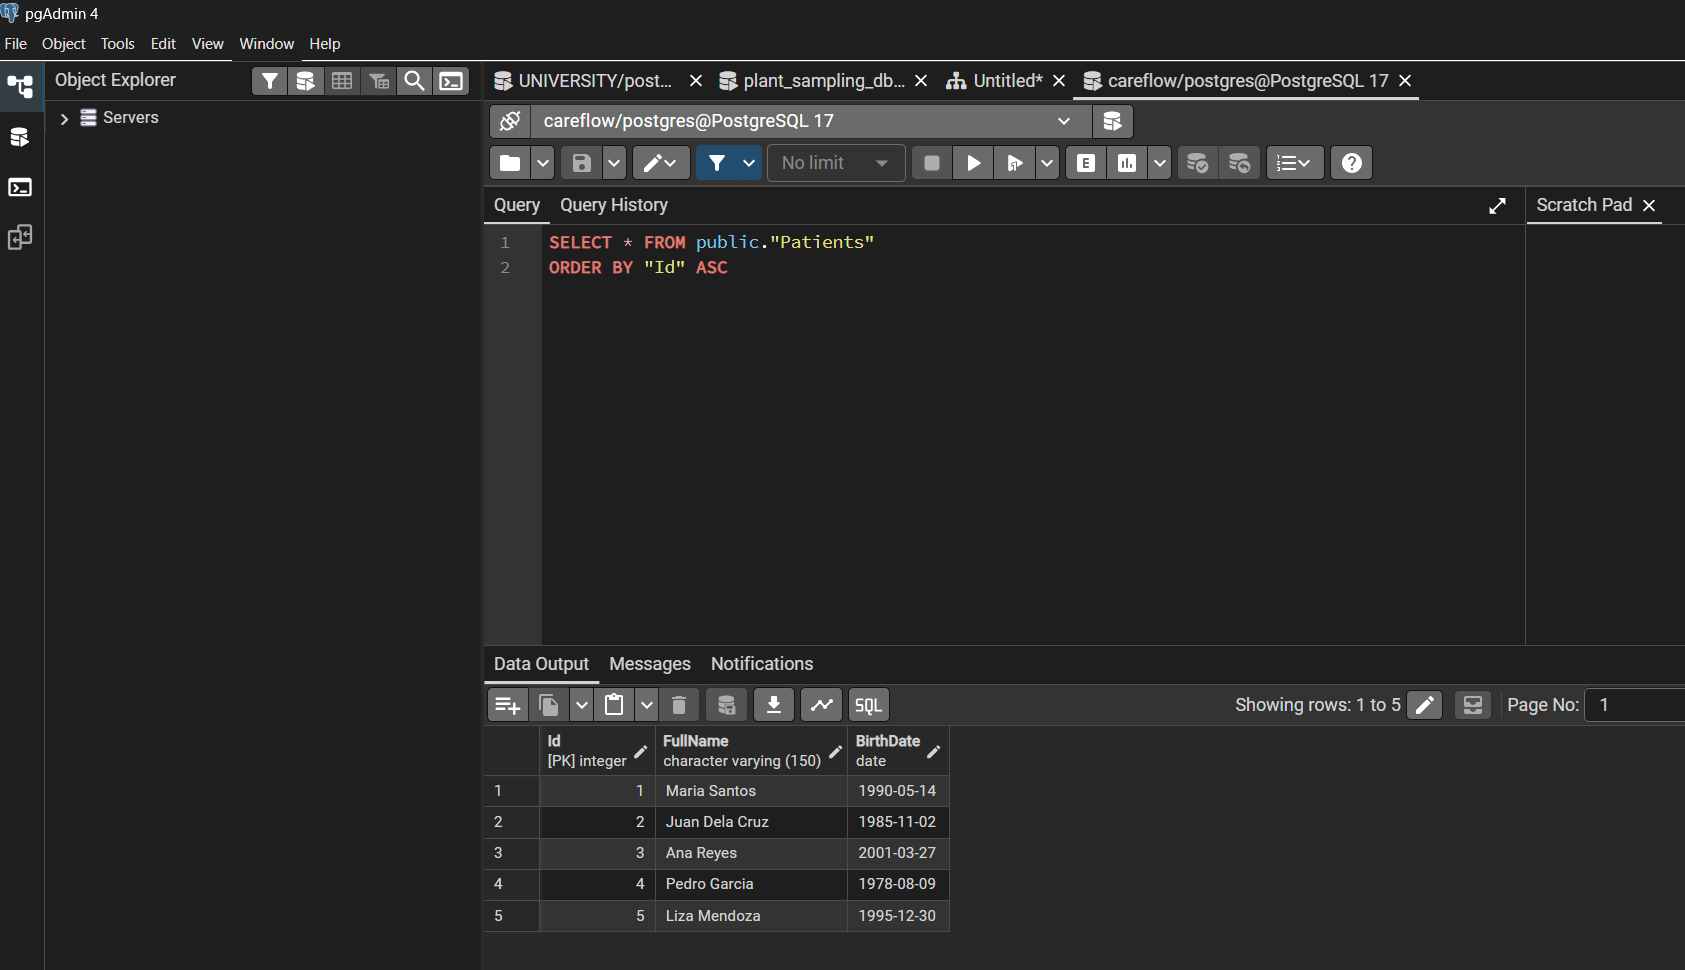 pgAdmin 4
File Object Tools Edit View Window Help
Object Explorer
UNIVERSITY/post... plant_sampling_db... Untitled* careflow/postgres@PostgreSQL 17
Servers
careflow/postgres@PostgreSQL 17
No limit E
Query Query History
Scratch Pad
1 SELECT * FROM public."Patients"
2 ORDER BY "Id" ASC
Data Output Messages Notifications
SQL
Showing rows: 1 to 5 Page No: 1
Id FullName BirthDate
[PK] integer character varying (150) date
1 1 Maria Santos 1990-05-14
2 2 Juan Dela Cruz 1985-11-02
3 3 Ana Reyes 2001-03-27
4 4 Pedro Garcia 1978-08-09
5 5 Liza Mendoza 1995-12-30